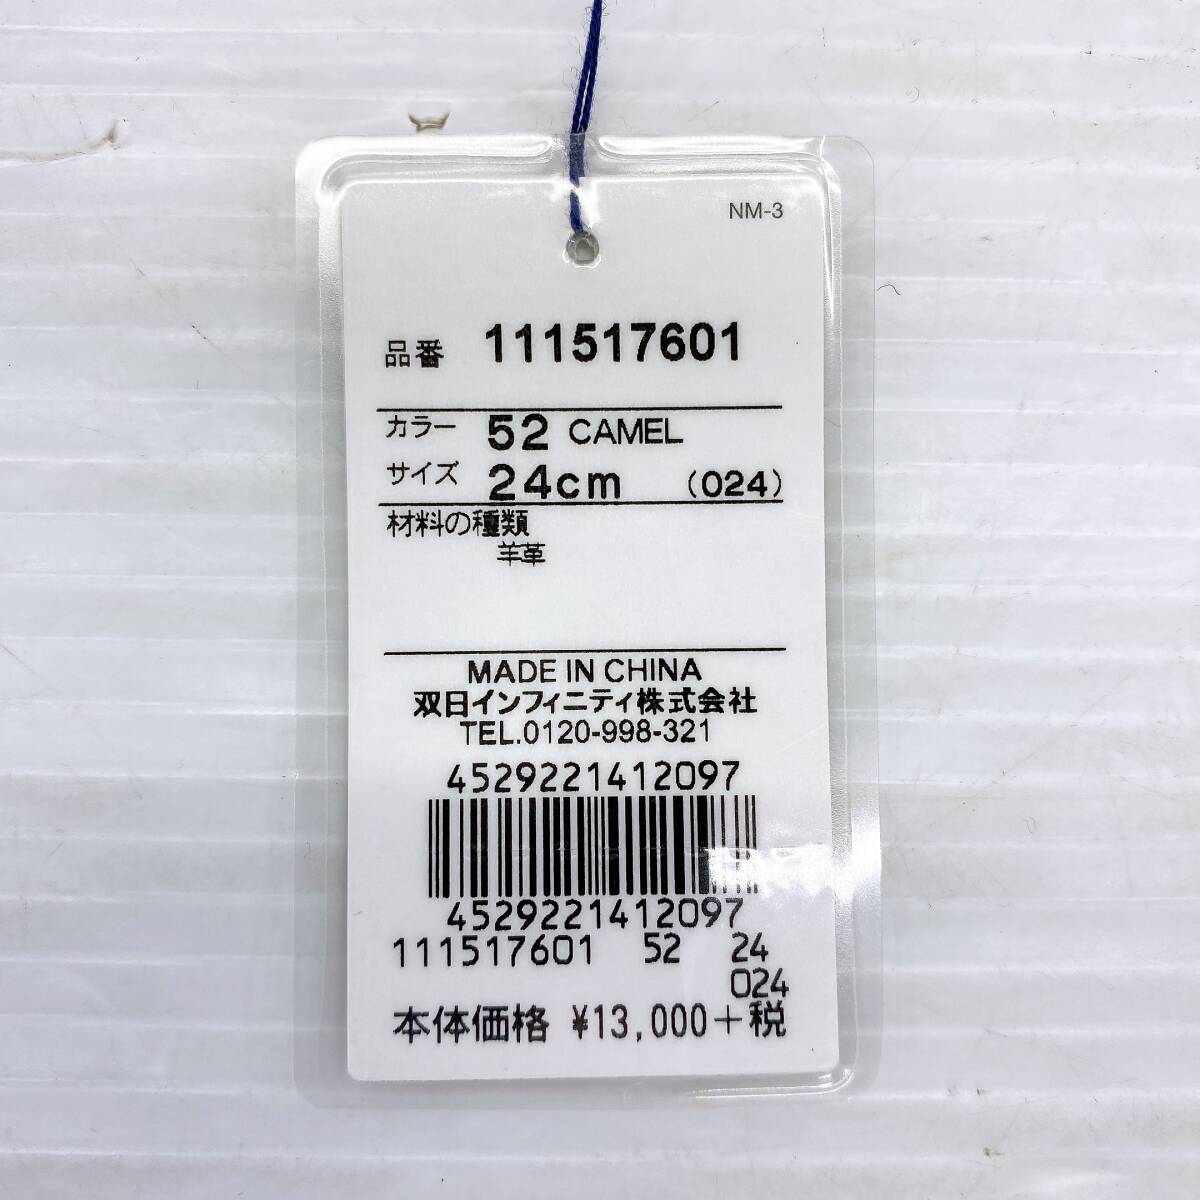 NM-3
品番 111517601
カラー 52 CAMEL
サイズ 24cm (024)
材料の種類
羊革
MADE IN CHINA
双日インフィニティ株式会社
TEL.0120-998-321
4529221412097
4529221412097
111517601 52 24
024
本体価格 ¥13,000+税